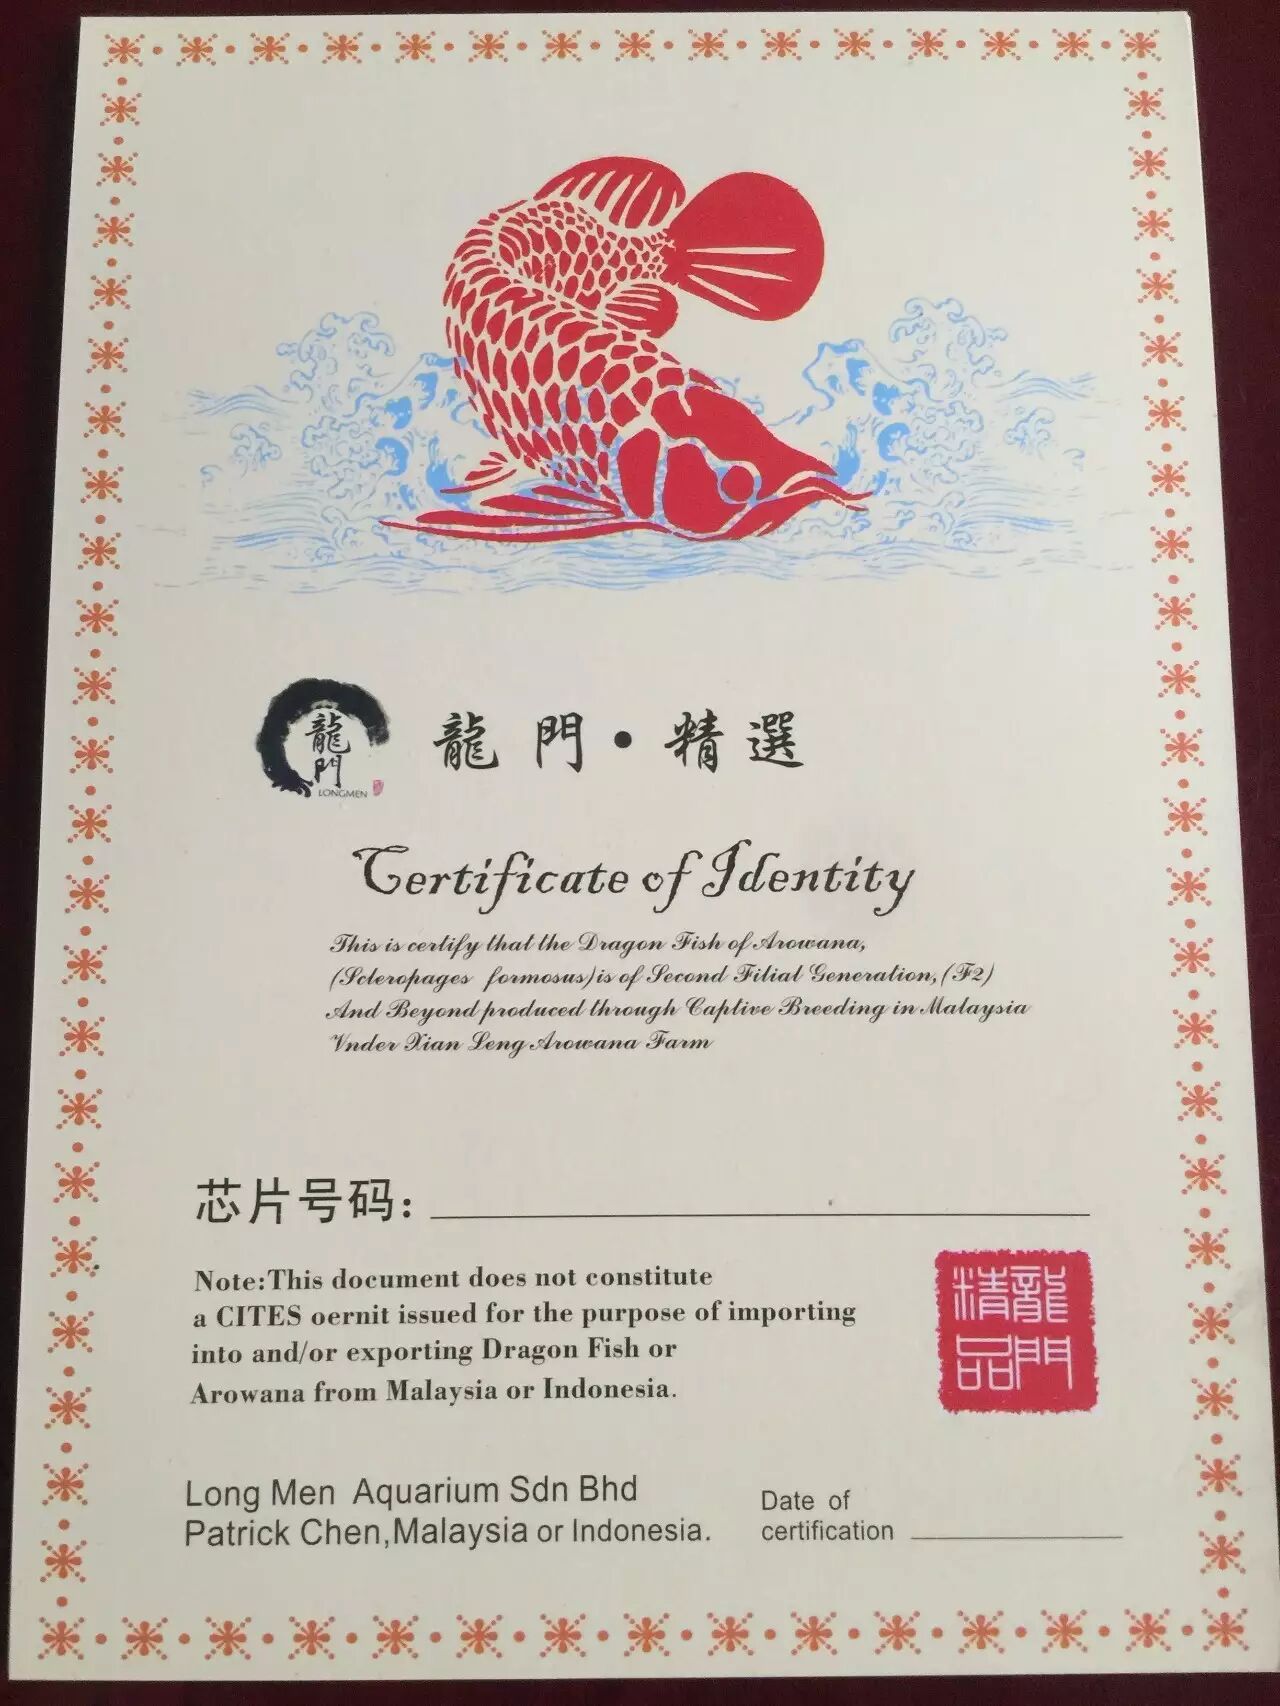 龍門
LONGMEN
龍門·精選
Certificate of Identity
This is certify that the Dragon Fish of Arowana,
(Scleropages formosus)is of Second Filial Generation,(F2)
And Beyond produced through Captive Breeding in Malaysia
Vnder Xian Leng Arowana Farm
芯片号码:
Note:This document does not constitute
a CITES oernit issued for the purpose of importing
into and/or exporting Dragon Fish or
Arowana from Malaysia or Indonesia.
龍門
精品
Long Men Aquarium Sdn Bhd
Patrick Chen,Malaysia or Indonesia.
Date of
certification